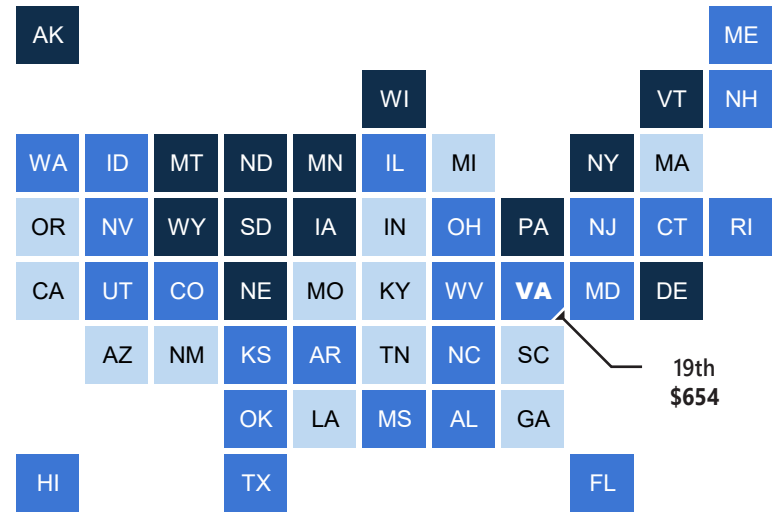 AK ME
WI VT NH
WA ID MT ND MN IL MI NY MA
OR NV WY SD IA IN OH PA NJ CT RI
CA UT CO NE MO KY WV VA MD DE
AZ NM KS AR TN NC SC
19th
$654
OK LA MS AL GA
HI TX FL